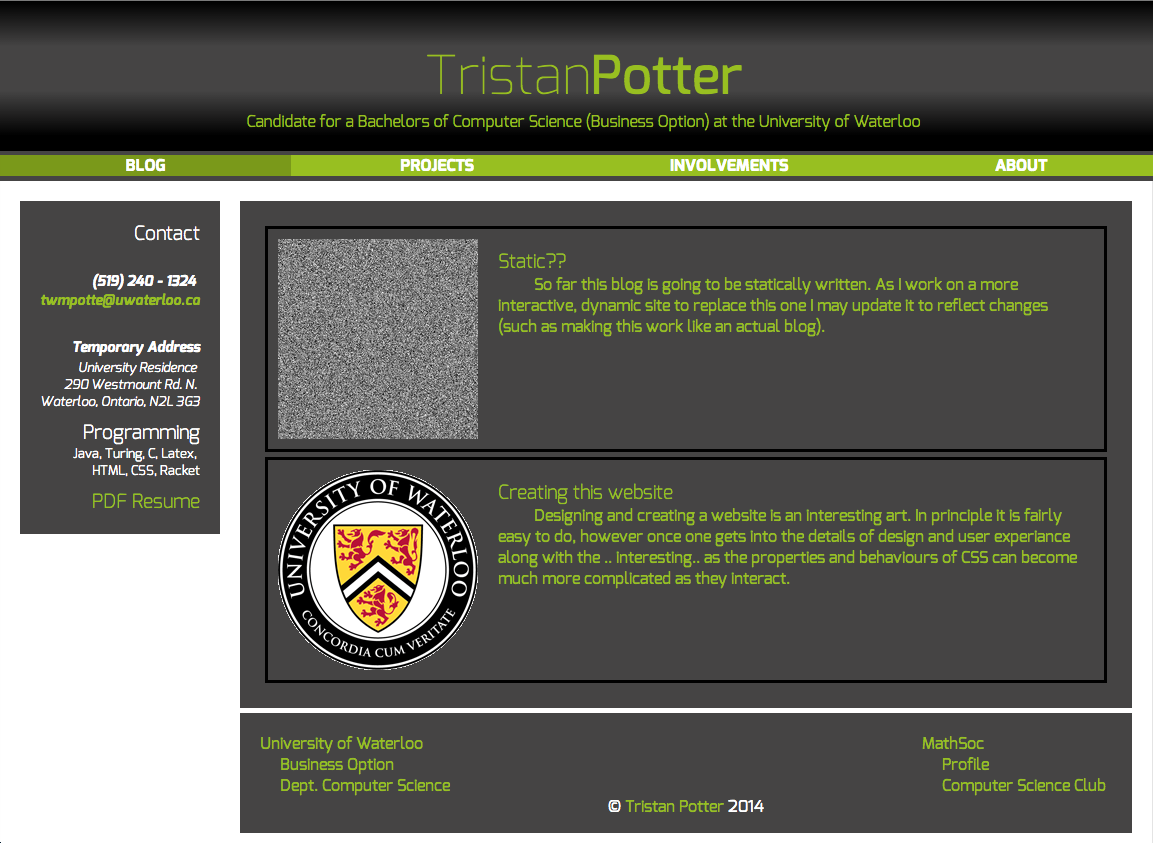 TristanPotter
Candidate for a Bachelors of Computer Science (Business Option) at the University of Waterloo
BLOG PROJECTS INVOLVEMENTS ABOUT
Contact
(519) 240 - 1324
twmpotte@uwaterloo.ca
Temporary Address
University Residence
290 Westmount Rd. N.
Waterloo, Ontario, N2L 3G3
Programming
Java, Turing, C, Latex,
HTML, CSS, Racket
PDF Resume
Static??
So far this blog is going to be statically written. As I work on a more
interactive, dynamic site to replace this one I may update it to reflect changes
(such as making this work like an actual blog).
UNIVERSITY OF WATERLOO
CONCORDIA CUM VERITATE
Creating this website
Designing and creating a website is an interesting art. In principle it is fairly
easy to do, however once one gets into the details of design and user experiance
along with the .. interesting.. as the properties and behaviours of CSS can become
much more complicated as they interact.
University of Waterloo
Business Option
Dept. Computer Science
MathSoc
Profile
Computer Science Club
© Tristan Potter 2014